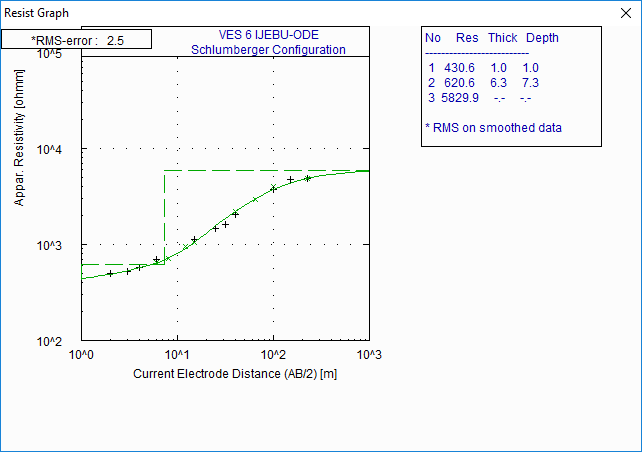 Resist Graph
*RMS-error : 2.5
VES 6 IJEBU-ODE
Schlumberger Configuration
No Res Thick Depth
---------------------------
1 430.6 1.0 1.0
2 620.6 6.3 7.3
3 5829.9 -.- -.-
* RMS on smoothed data
Appar. Resistivity [ohmm]
10^5
10^4
10^3
10^2
10^0 10^1 10^2 10^3
Current Electrode Distance (AB/2) [m]